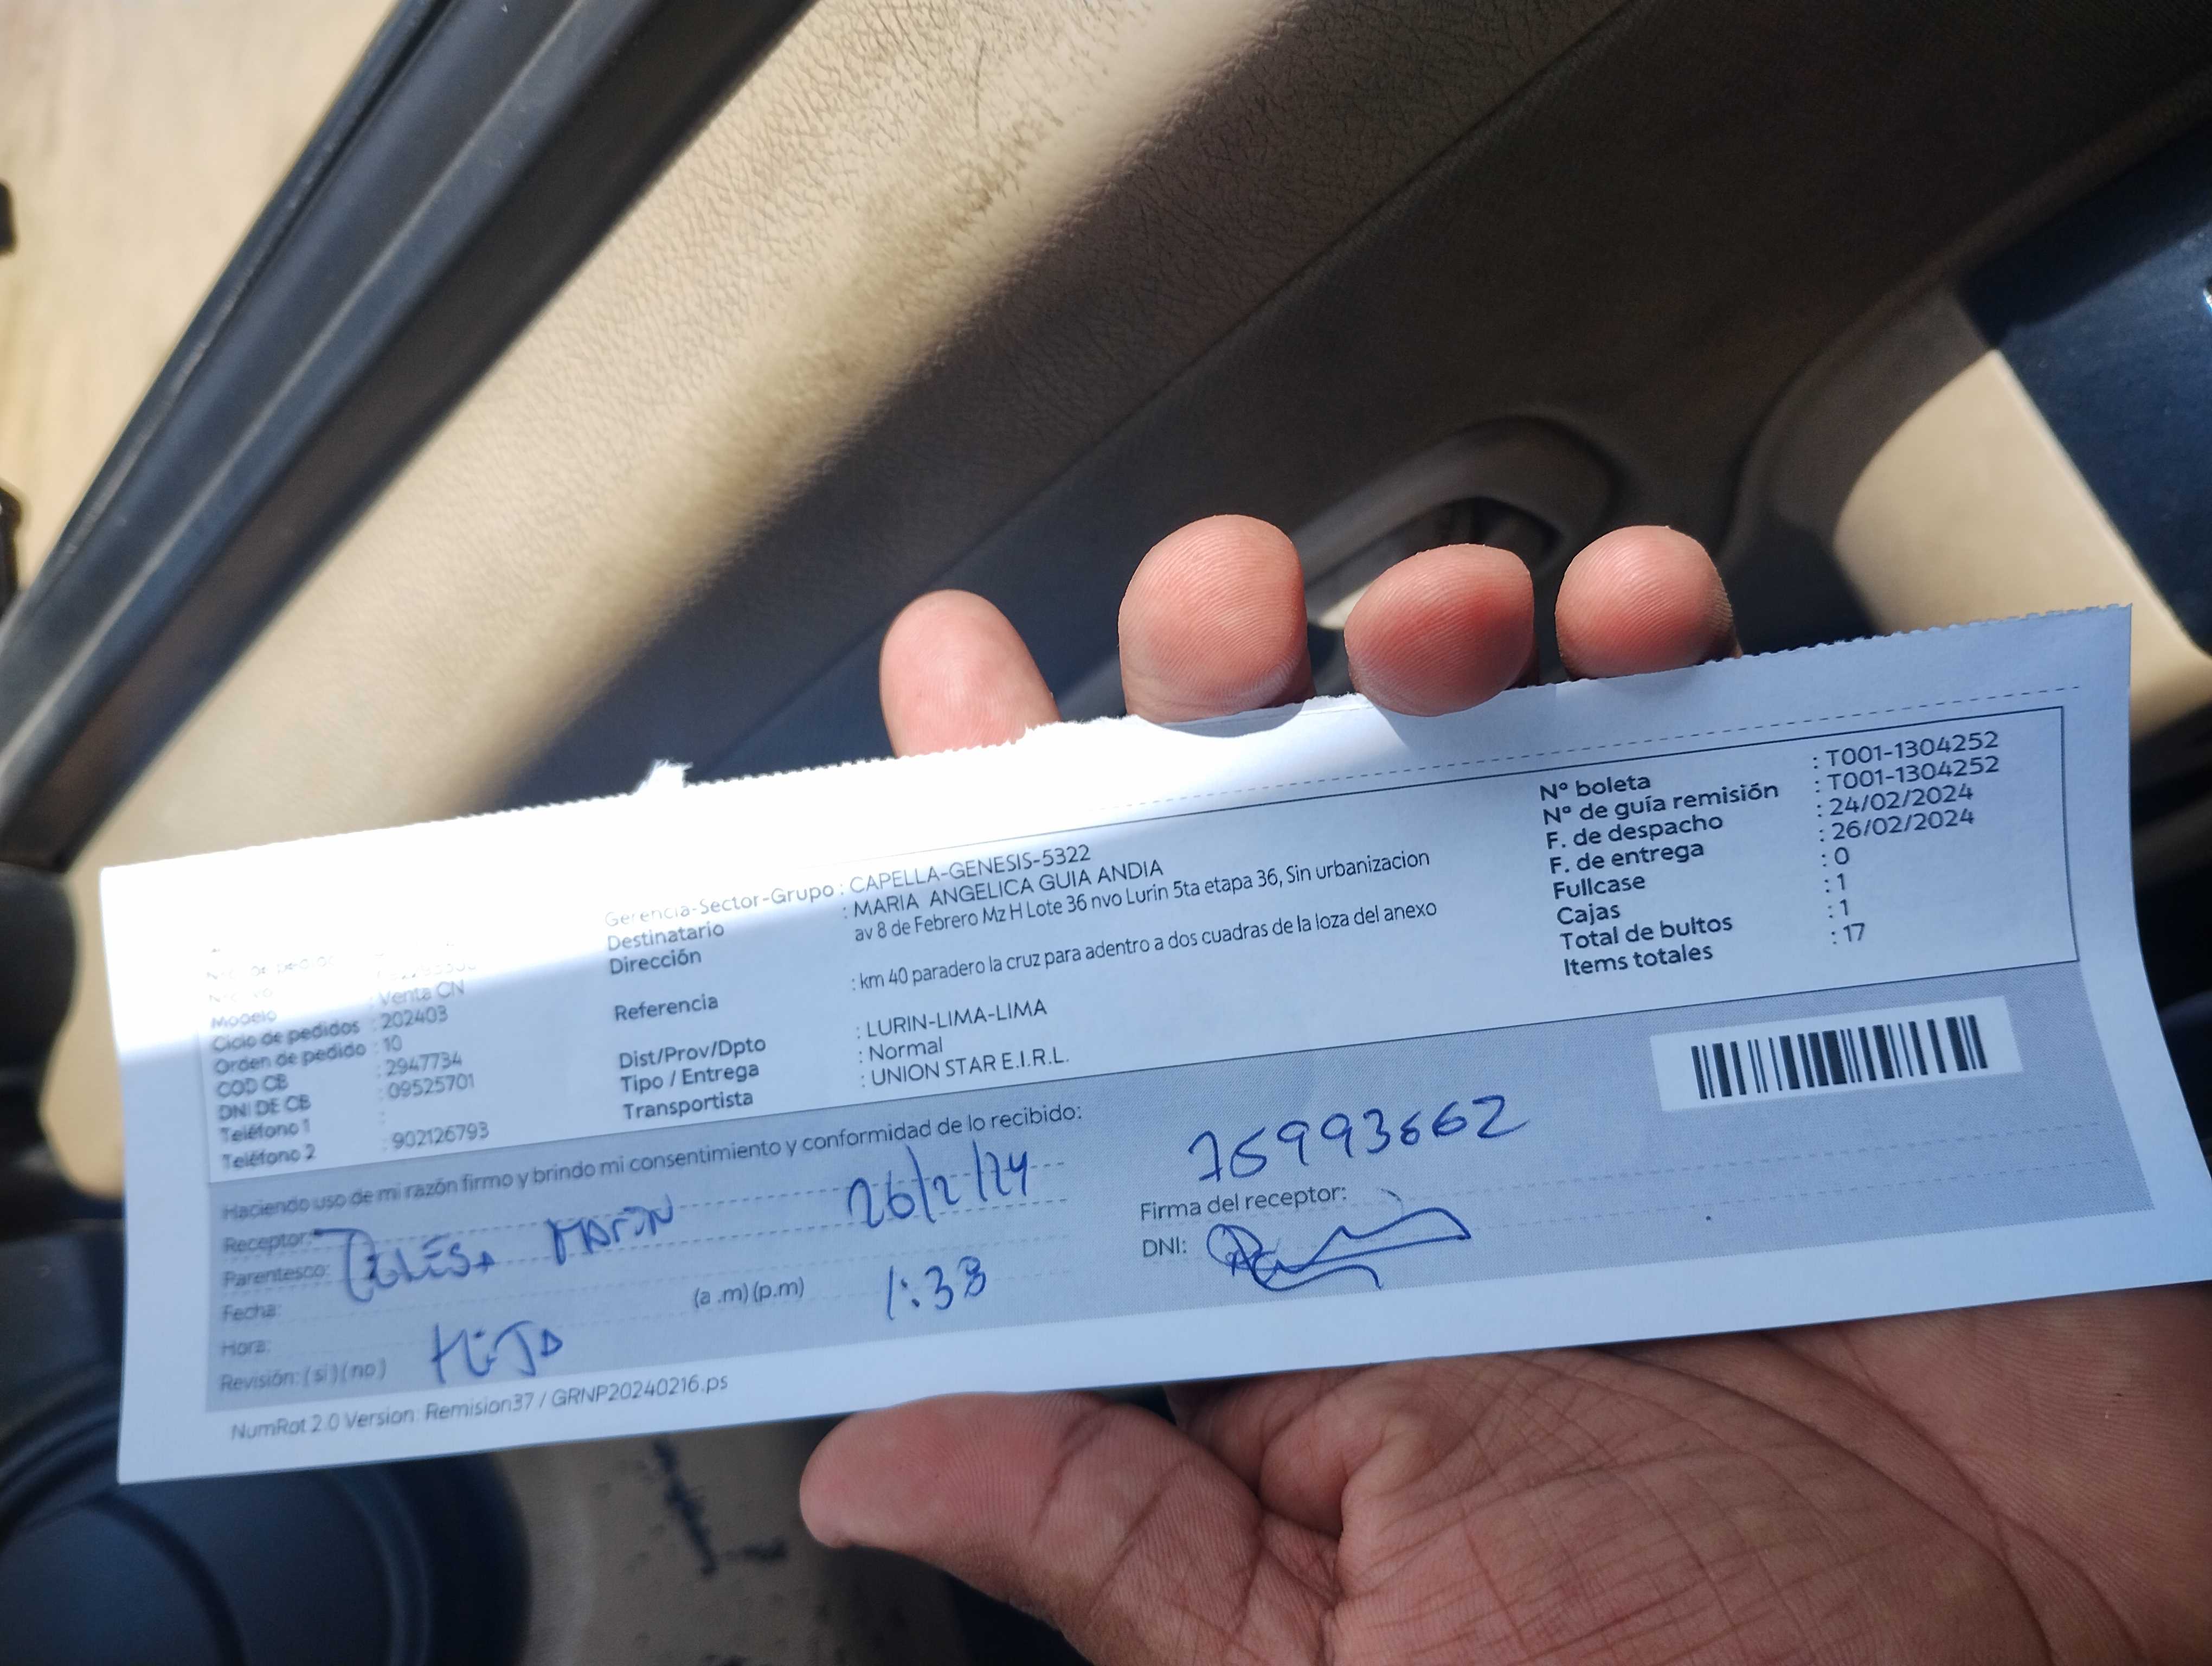 Modelo : Venta CN
Ciclo de pedidos : 202403
Orden de pedido : 10
COD CB : 2947734
DNI DE CB : 09525701
Teléfono 1 :
Teléfono 2 : 902126793
Gerencia-Sector-Grupo : CAPELLA-GENESIS-5322
Destinatario : MARIA ANGELICA GUIA ANDIA
Dirección av 8 de Febrero Mz H Lote 36 nvo Lurin 5ta etapa 36, Sin urbanizacion
Referencia : km 40 paradero la cruz para adentro a dos cuadras de la loza del anexo
Dist/Prov/Dpto : LURIN-LIMA-LIMA
Tipo / Entrega : Normal
Transportista : UNION STAR E.I.R.L.
Nº boleta : T001-1304252
Nº de guía remisión : T001-1304252
F. de despacho : 24/02/2024
F. de entrega : 26/02/2024
Fullcase : 0
Cajas : 1
Total de bultos : 1
Items totales : 17
Haciendo uso de mi razón firmo y brindo mi consentimiento y conformidad de lo recibido:
Receptor:
Parentesco: 26/2/24
Fecha:
Hora: (a .m) (p.m) 1:33
Revisión: ( si ) ( no ) HiJo
75993662
Firma del receptor:
DNI:
NumRot 2.0 Version: Remision37 / GRNP20240216.ps